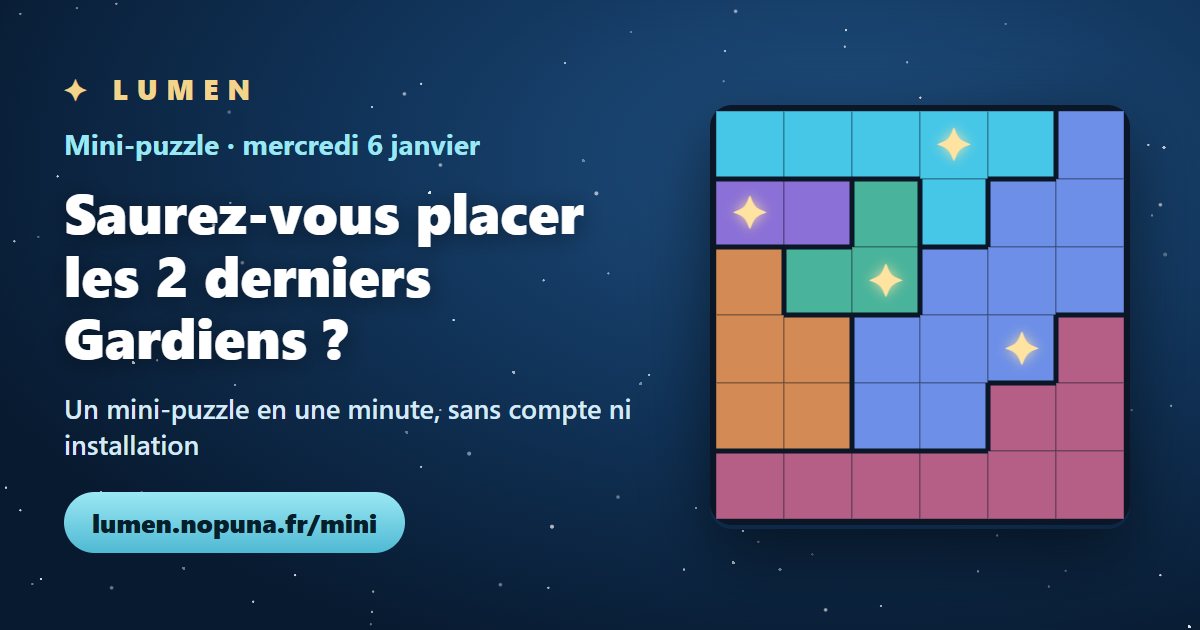 LUMEN
Mini-puzzle · mercredi 6 janvier
Saurez-vous placer
les 2 derniers
Gardiens ?
Un mini-puzzle en une minute, sans compte ni
installation
lumen.nopuna.fr/mini